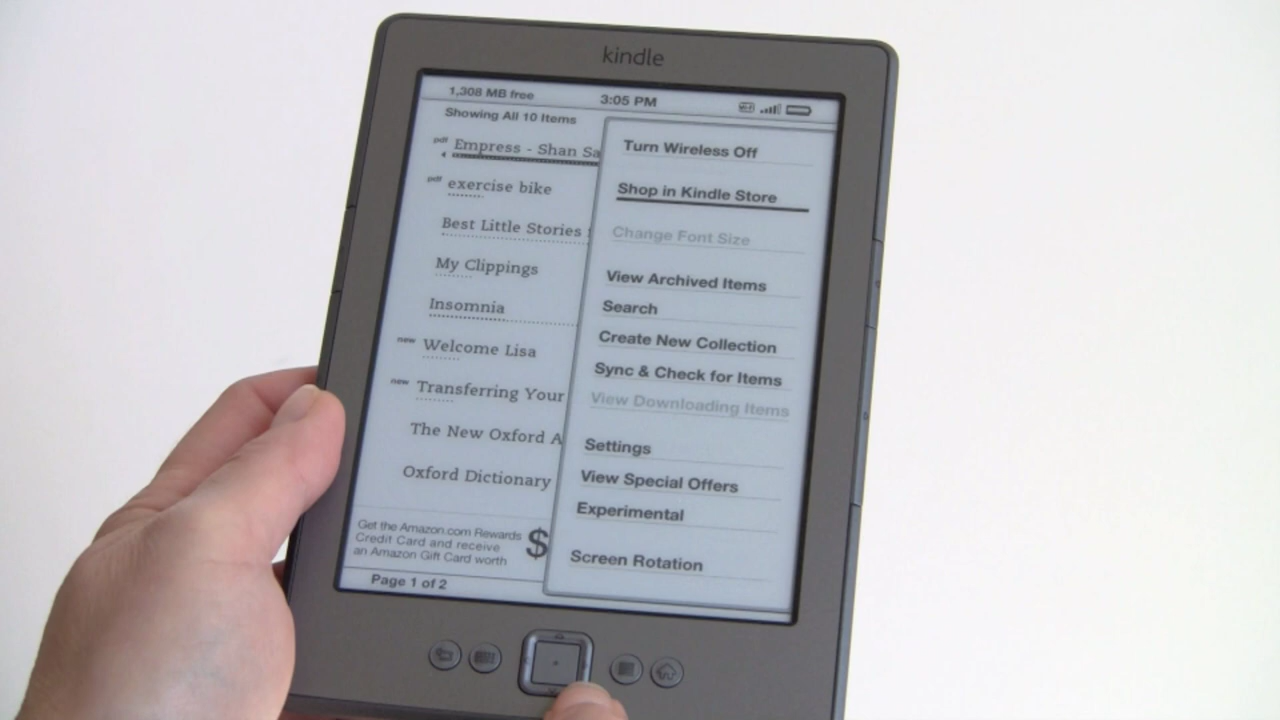 kindle
1,308 MB free 3:05 PM
Showing All 10 Items
pdf Empress - Shan Sa
pdf exercise bike
Best Little Stories
My Clippings
Insomnia
new Welcome Lisa
new Transferring Your
The New Oxford A
Oxford Dictionary
Get the Amazon.com Rewards
Credit Card and receive
an Amazon Gift Card worth
$
Page 1 of 2
Turn Wireless Off
Shop in Kindle Store
Change Font Size
View Archived Items
Search
Create New Collection
Sync & Check for Items
View Downloading Items
Settings
View Special Offers
Experimental
Screen Rotation